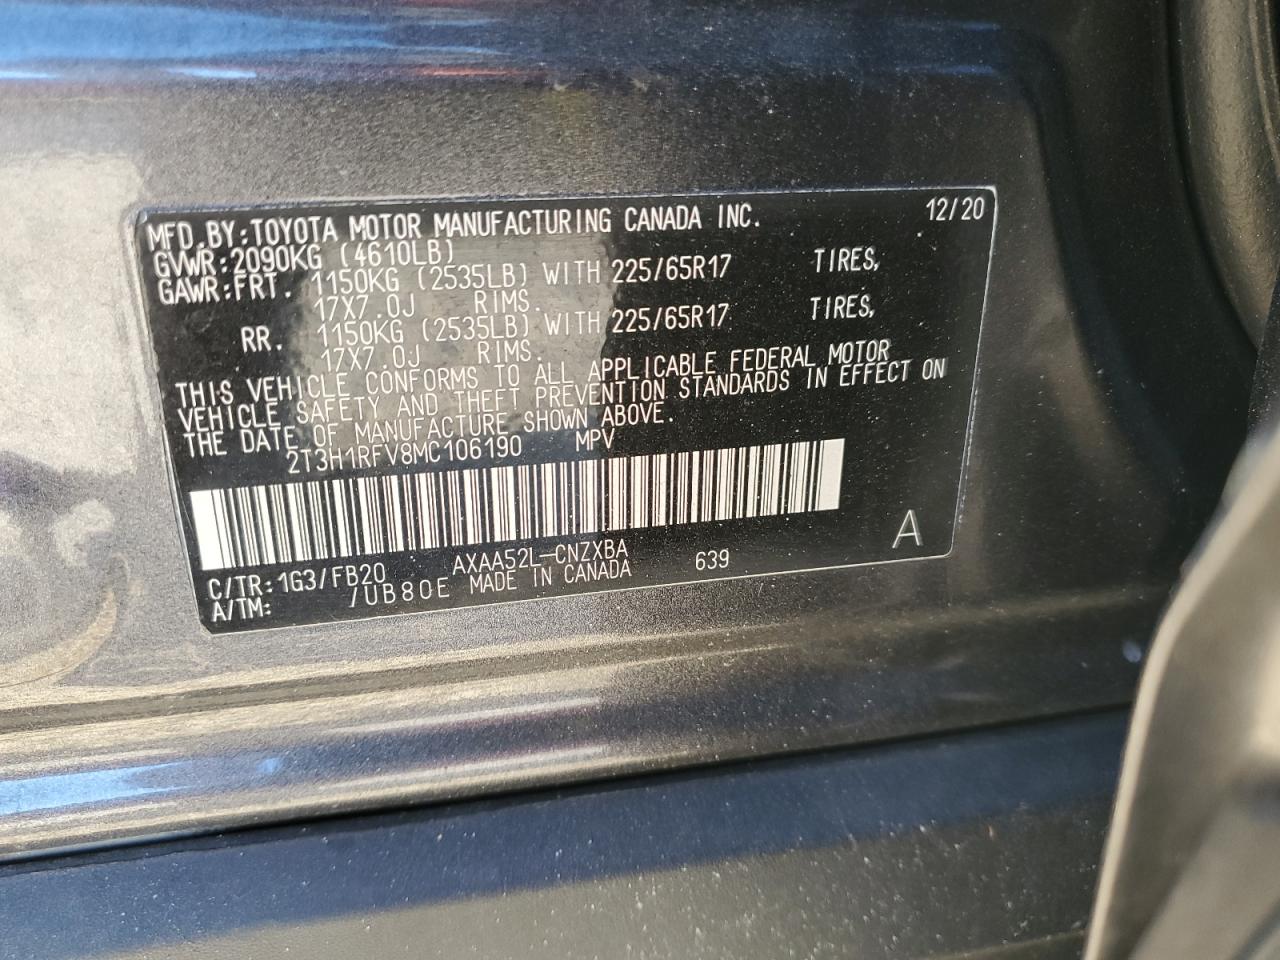 MFD.BY:TOYOTA MOTOR MANUFACTURING CANADA INC. 12/20
GVWR:2090KG (4610LB)
GAWR:FRT. 1150KG (2535LB) WITH 225/65R17 TIRES,
17X7.0J RIMS.
RR. 1150KG (2535LB) WITH 225/65R17 TIRES,
17X7.0J RIMS.
THIS VEHICLE CONFORMS TO ALL APPLICABLE FEDERAL MOTOR
VEHICLE SAFETY AND THEFT PREVENTION STANDARDS IN EFFECT ON
THE DATE OF MANUFACTURE SHOWN ABOVE.
2T3H1RFV8MC106190 MPV
A
C/TR:1G3/FB20 AXAA52L-CNZXBA 639
A/TM: /UB80E MADE IN CANADA